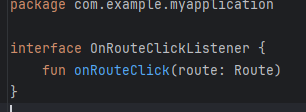 package com.example.myapplication
interface OnRouteClickListener {
fun onRouteClick(route: Route)
}